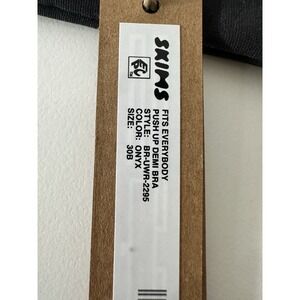 SKIMS
FITS EVERYBODY
PUSH UP DEMI BRA
STYLE: BR-UWR-2295
COLOR: ONYX
SIZE: 30B